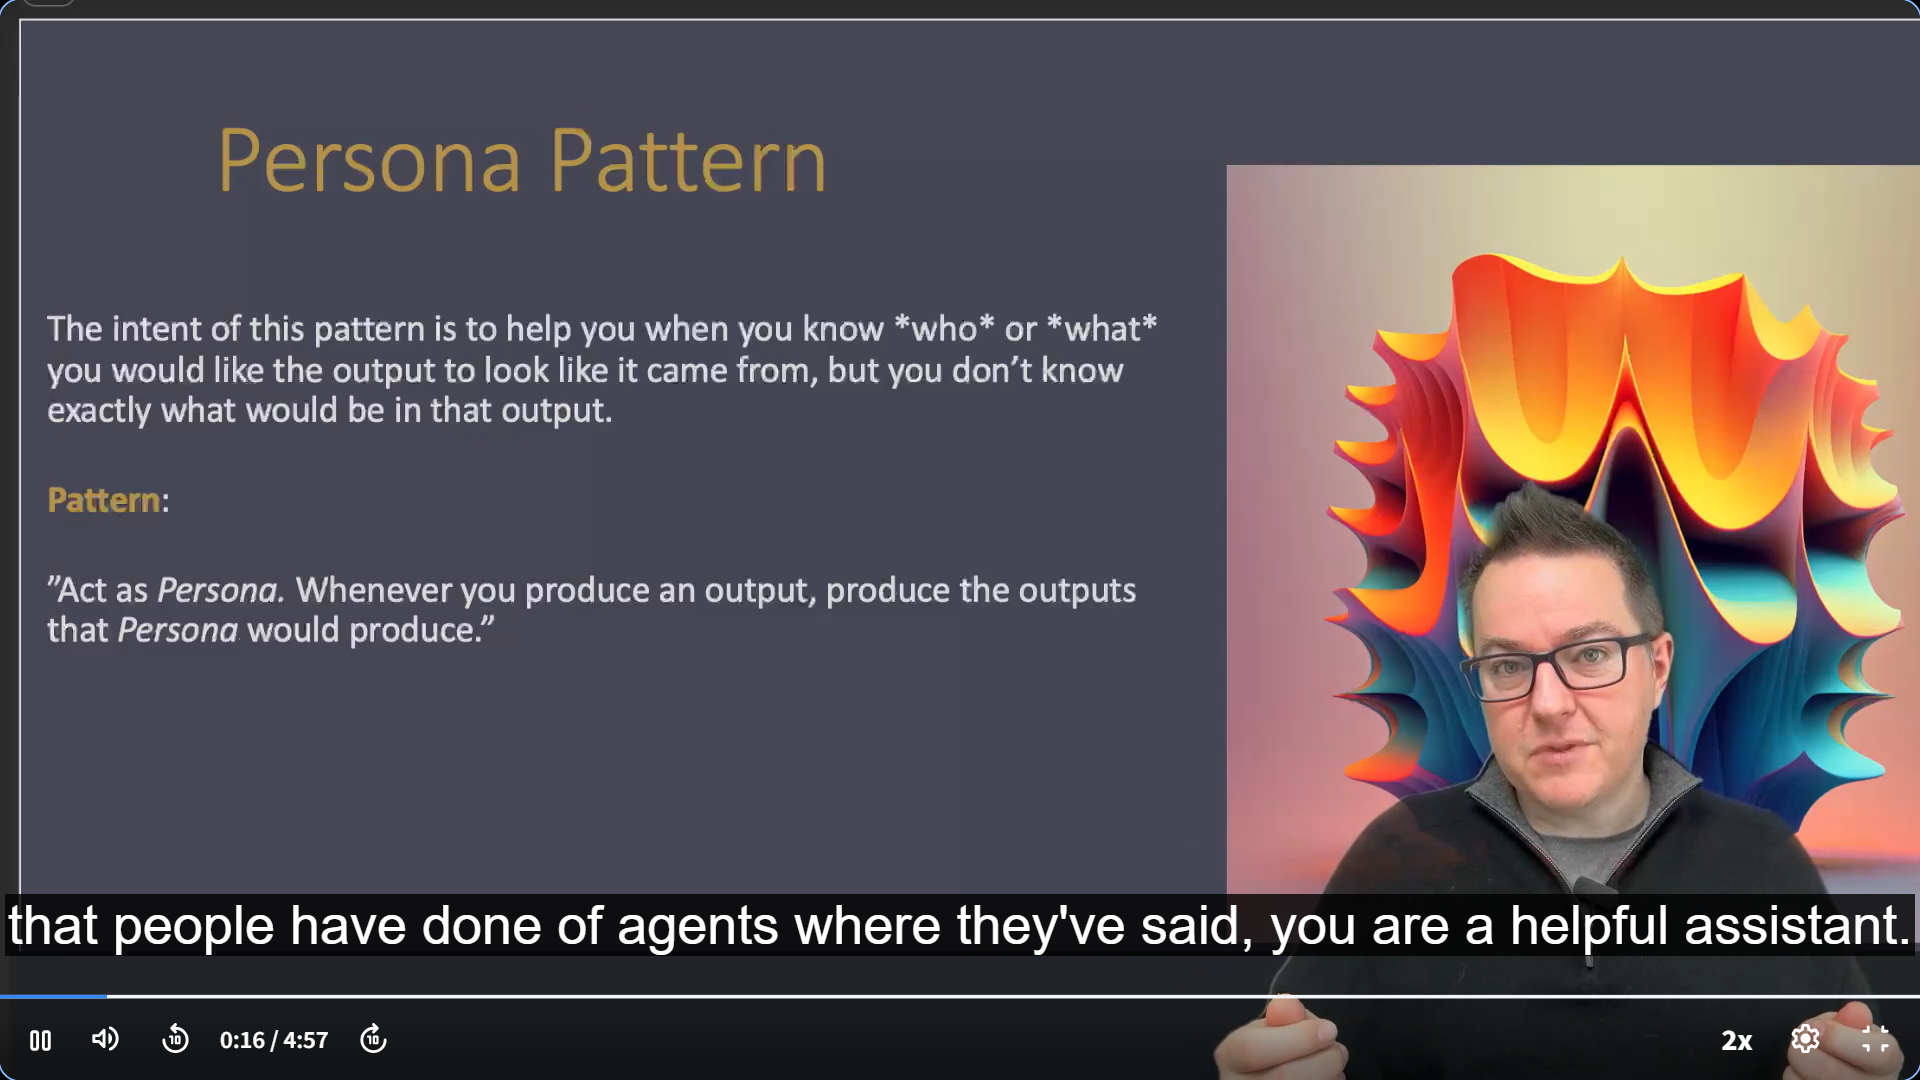 Persona Pattern
The intent of this pattern is to help you when you know *who* or *what*
you would like the output to look like it came from, but you don’t know
exactly what would be in that output.
Pattern:
”Act as Persona. Whenever you produce an output, produce the outputs
that Persona would produce.”
that people have done of agents where they've said, you are a helpful assistant.
10
0:16 / 4:57
10
2x